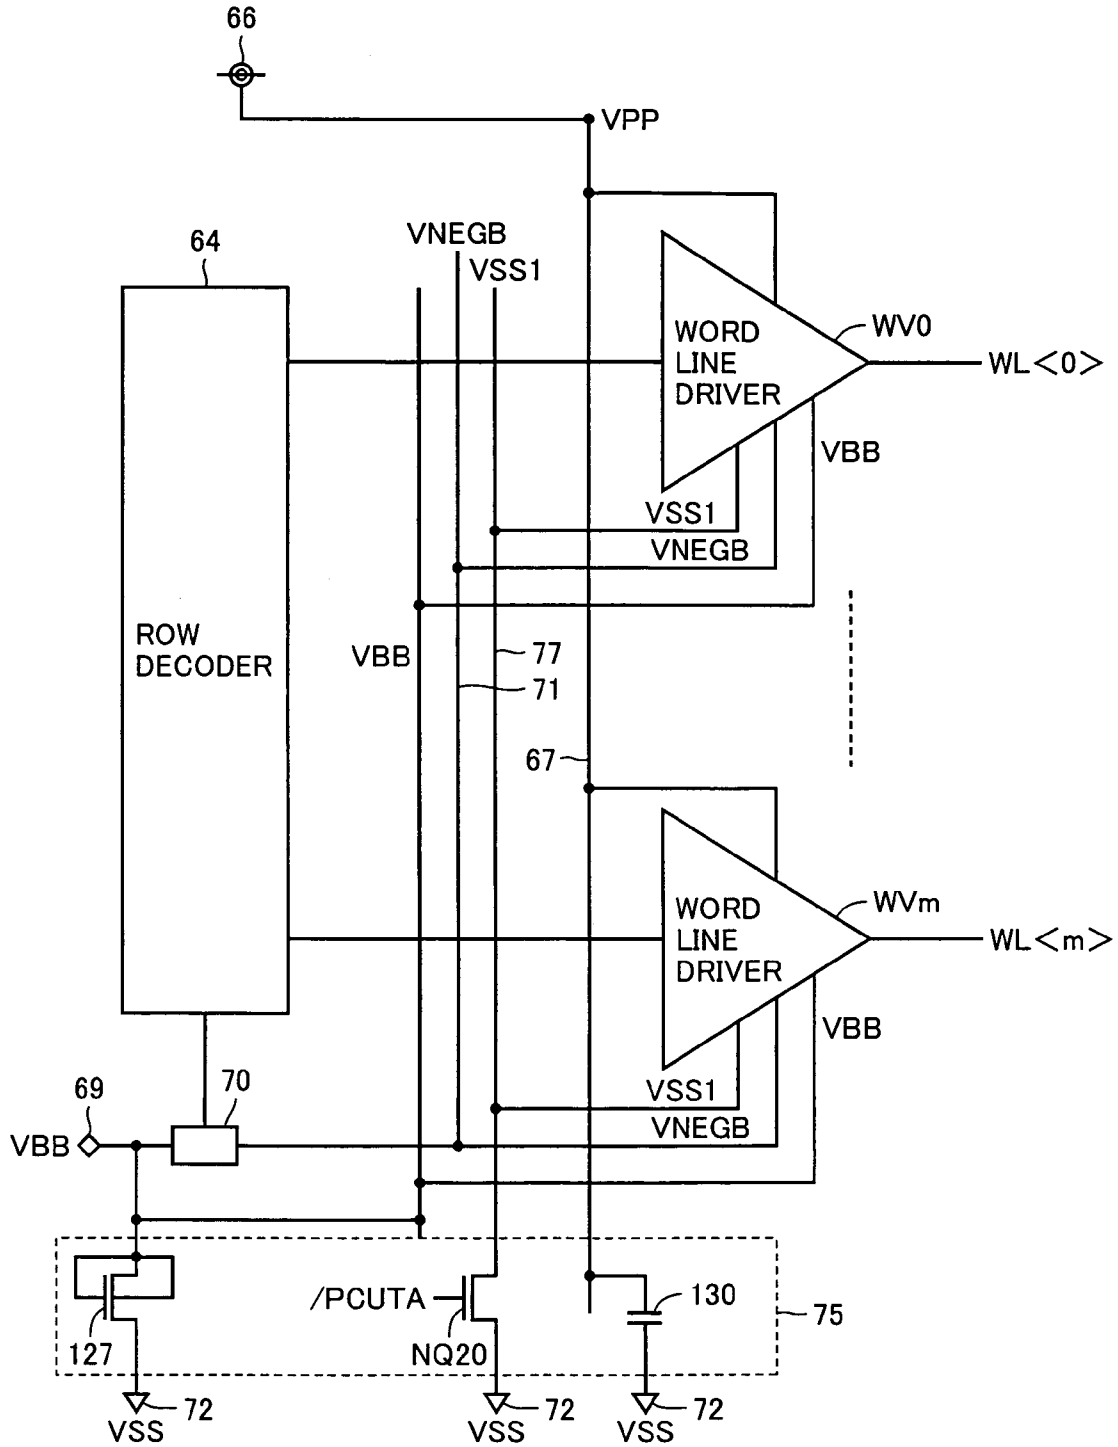 66
VPP
64
VNEGB
VSS1
WORD
LINE
DRIVER
WV0
WL<0>
VBB
VSS1
VNEGB
ROW
DECODER
VBB
77
71
67
WORD
LINE
DRIVER
WVm
WL<m>
VBB
69
70
VSS1
VNEGB
VBB
/PCUTA
130
75
127
NQ20
72
72
72
VSS
VSS
VSS